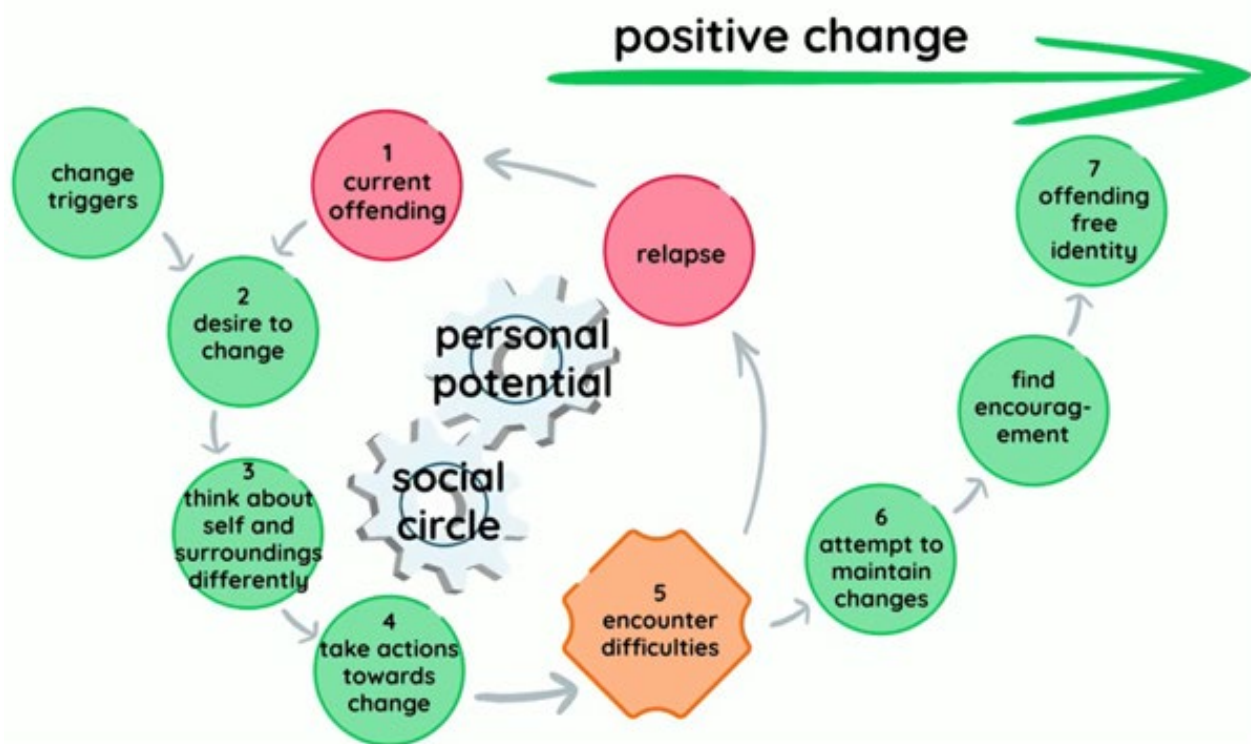 positive change
change
triggers
1
current
offending
relapse
7
offending
free
identity
2
desire to
change
personal
potential
find
encourag-
ement
3
think about
self and
surroundings
differently
social
circle
6
attempt to
maintain
changes
4
take actions
towards
change
5
encounter
difficulties